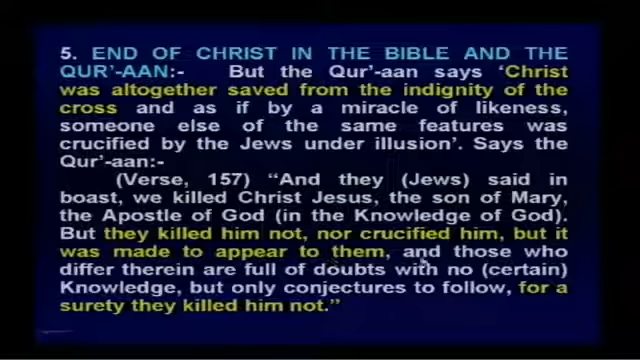 5. END OF CHRIST IN THE BIBLE AND THE
QUR'-AAN:- But the Qur'-aan says 'Christ
was altogether saved from the indignity of the
cross and as if by a miracle of likeness,
someone else of the same features was
crucified by the Jews under illusion'. Says the
Qur'-aan:-
(Verse, 157) "And they (Jews) said in
boast, we killed Christ Jesus, the son of Mary,
the Apostle of God (in the Knowledge of God).
But they killed him not, nor crucified him, but it
was made to appear to them, and those who
differ therein are full of doubts with no (certain)
Knowledge, but only conjectures to follow, for a
surety they killed him not."